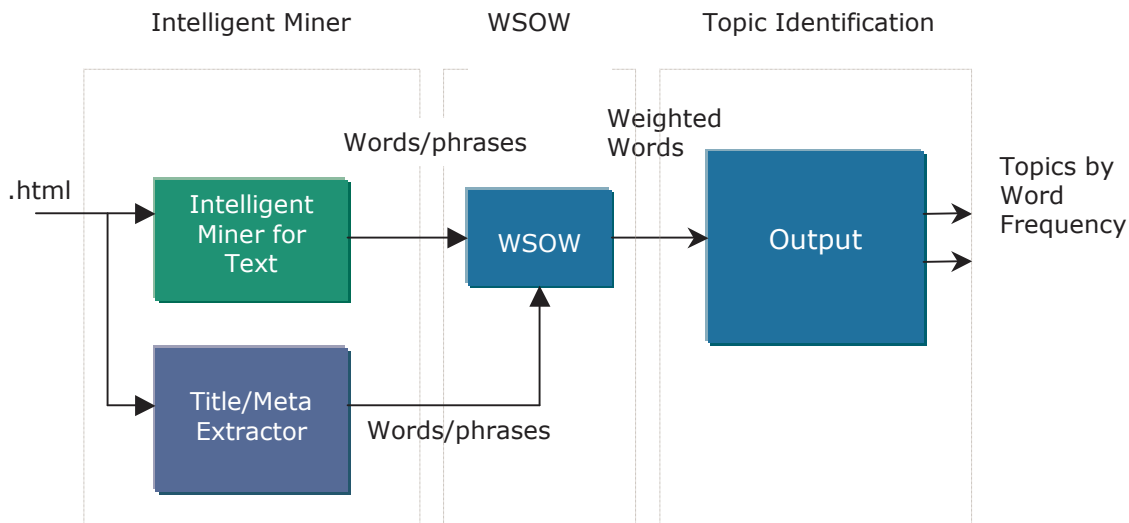 Intelligent Miner
WSOW
Topic Identification
Words/phrases
Weighted
Words
.html
Intelligent
Miner for
Text
WSOW
Output
Topics by
Word
Frequency
Title/Meta
Extractor
Words/phrases